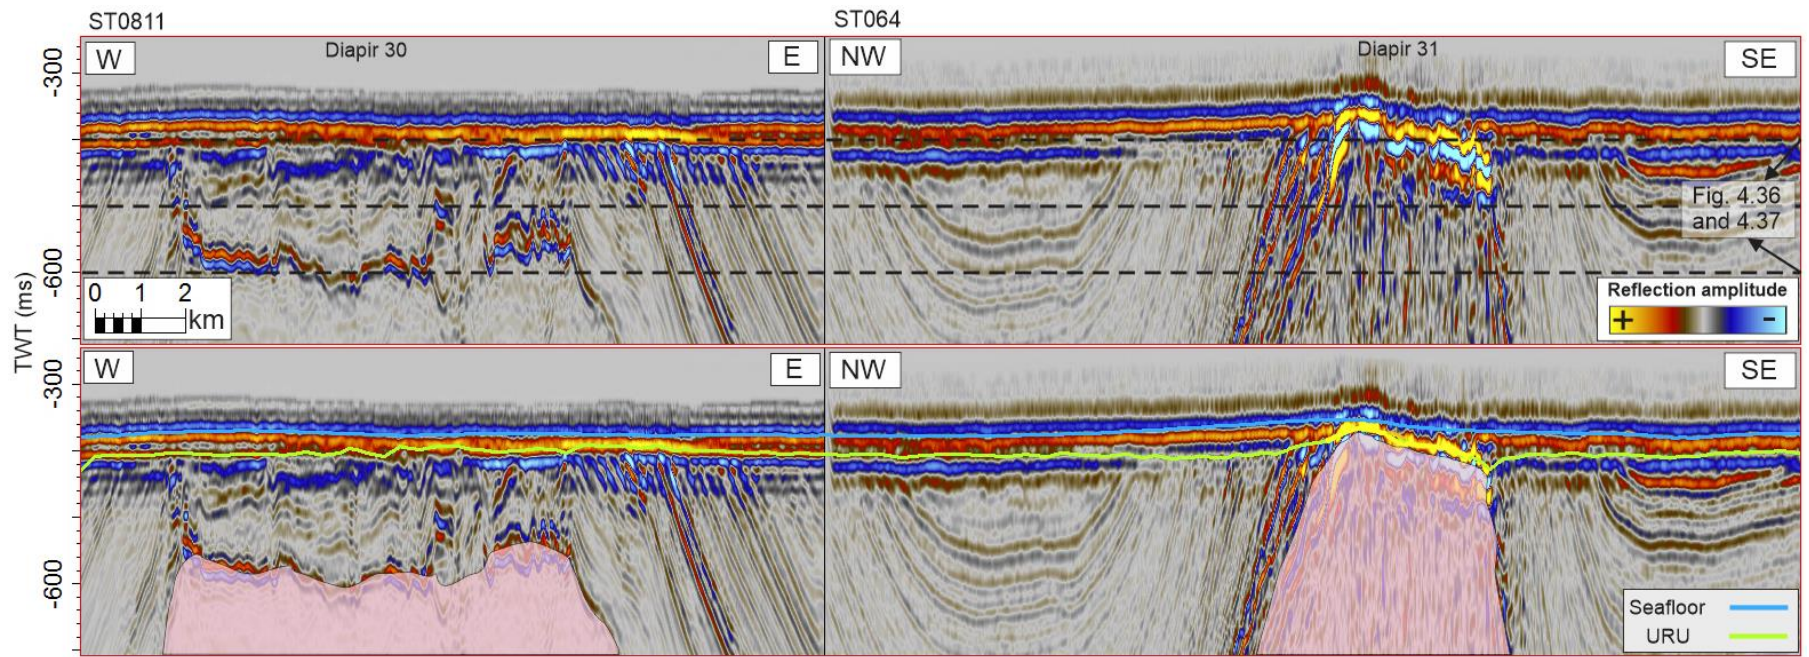 ST0811
ST064
W
Diapir 30
E
NW
Diapir 31
SE
-300
-600
TWT (ms)
Fig. 4.36
and 4.37
0 1 2
km
Reflection amplitude
+ -
W
E
NW
SE
-300
-600
Seafloor
URU